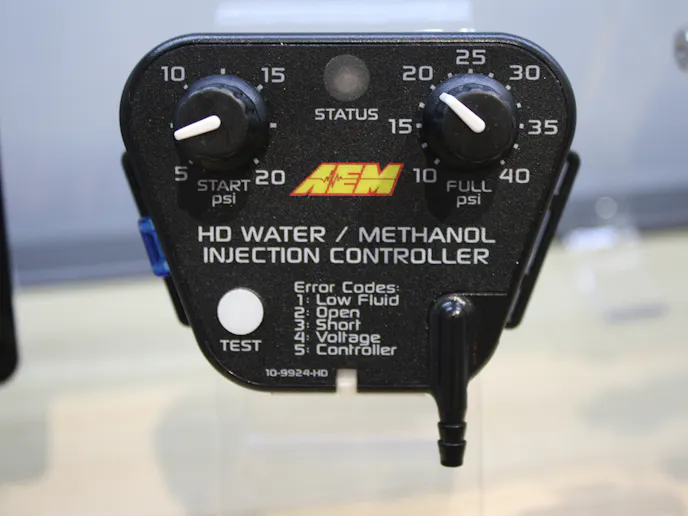 25
10 15 20 30
STATUS
15 35
AEM
5 20 10 40
START FULL
psi psi
HD WATER / METHANOL
INJECTION CONTROLLER
Error Codes:
1: Low Fluid
2: Open
3: Short
4: Voltage
5: Controller
TEST
10-9924-HD